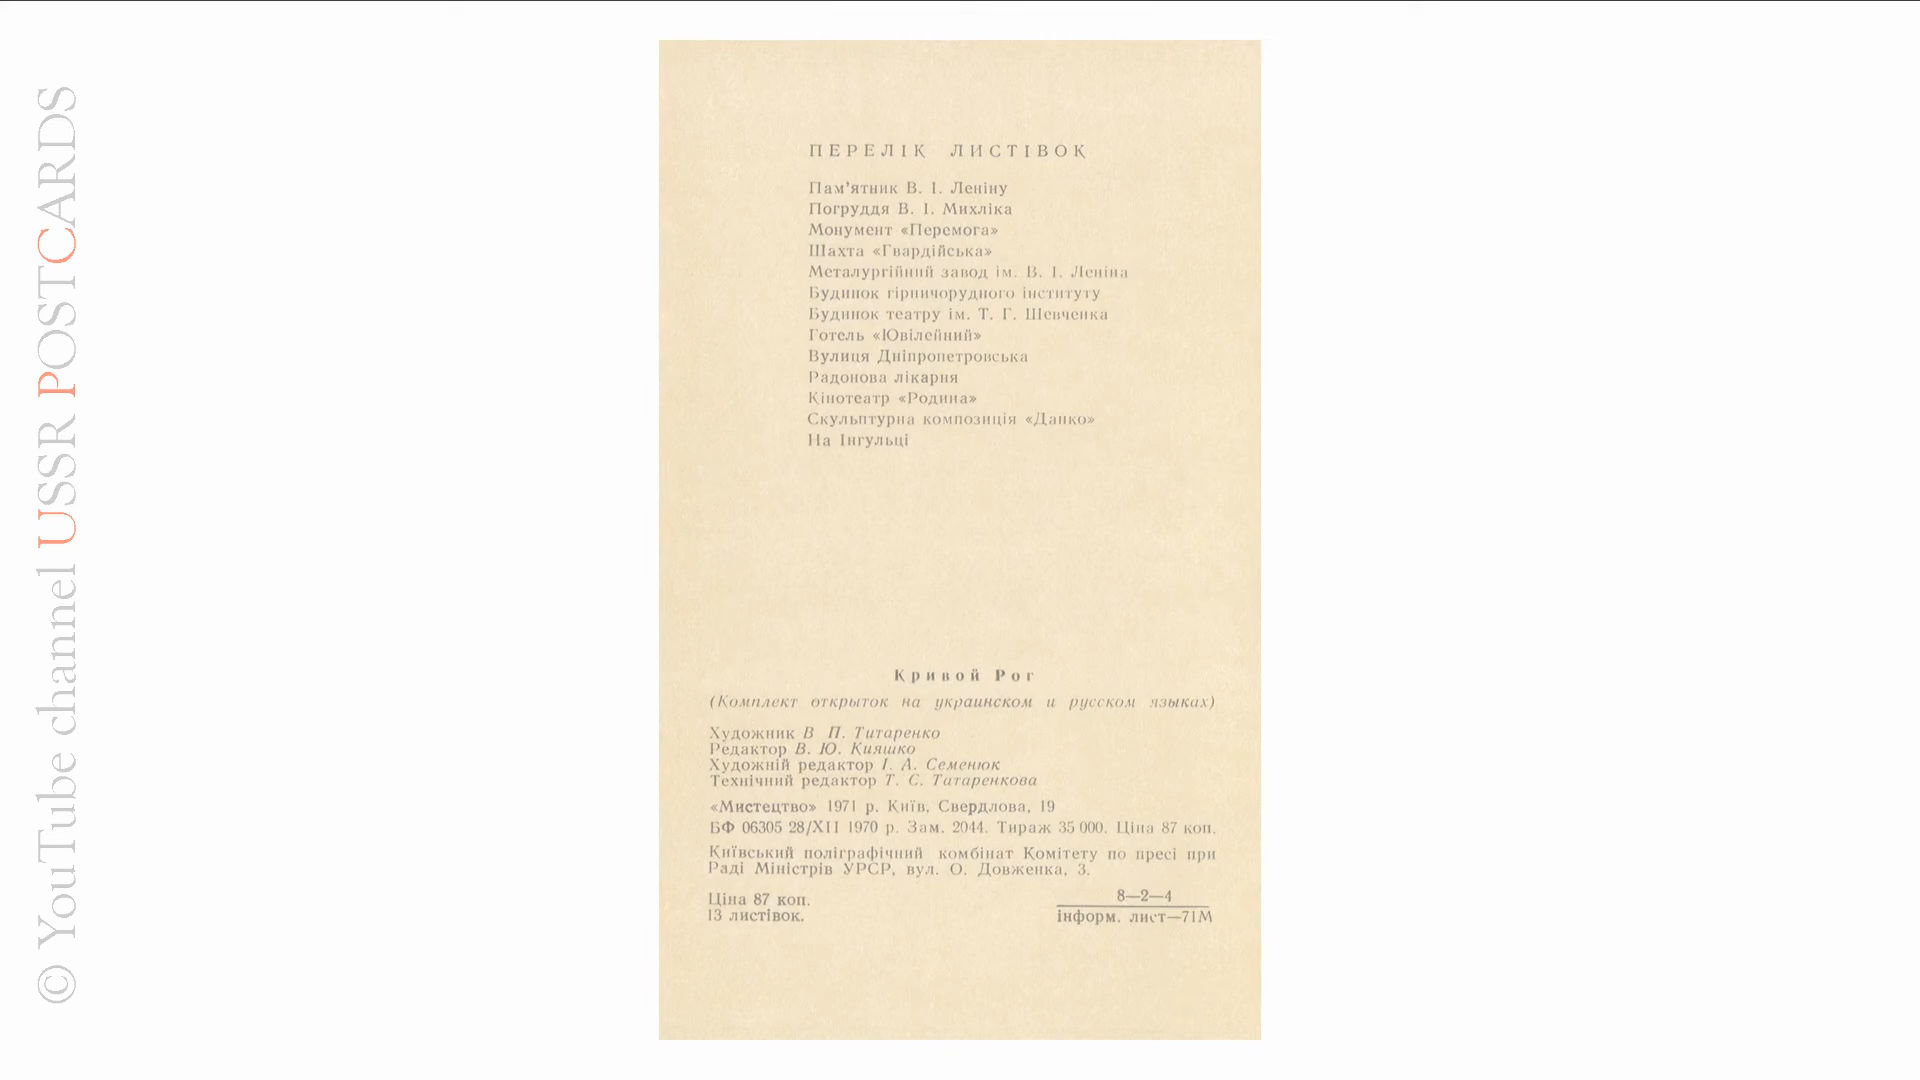 ПЕРЕЛІК ЛИСТІВОК
Пам'ятник В. І. Леніну
Погруддя В. І. Михліка
Монумент «Перемога»
Шахта «Гвардійська»
Металургійний завод ім. В. І. Леніна
Будинок гірничорудного інституту
Будинок театру ім. Т. Г. Шевченка
Готель «Ювілейний»
Вулиця Дніпропетровська
Радонова лікарня
Кінотеатр «Родина»
Скульптурна композиція «Данко»
На Інгульці
Кривой Рог
(Комплект открыток на украинском и русском языках)
Художник В П. Титаренко
Редактор В. Ю. Кияшко
Художній редактор І. А. Семенюк
Технічний редактор Т. С. Татаренкова
«Мистецтво» 1971 р. Київ, Свердлова, 19
БФ 06305 28/XII 1970 р. Зам. 2044. Тираж 35 000. Ціна 87 коп.
Київський поліграфічний комбінат Комітету по пресі при
Раді Міністрів УРСР, вул. О. Довженка, 3.
Ціна 87 коп.
13 листівок.
8—2—4
інформ. лист—71М
© YouTube channel USSR POSTCARDS